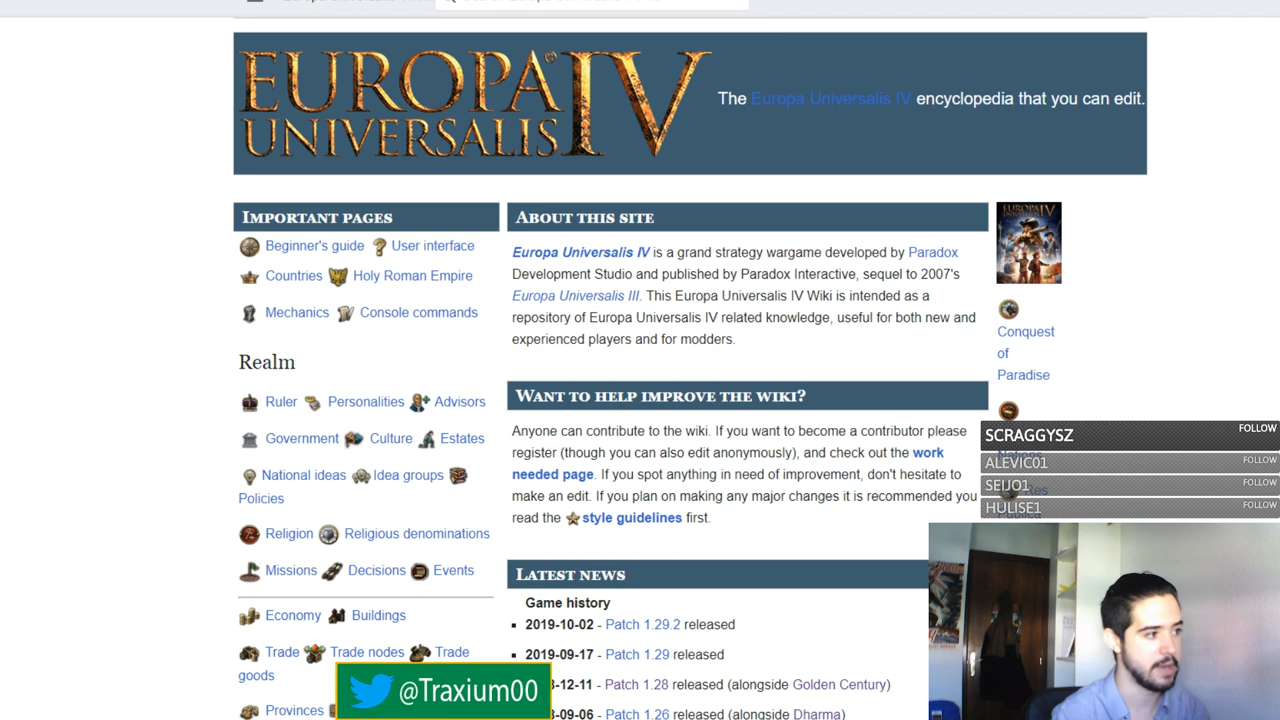 EUROPA
UNIVERSALIS IV
The Europa Universalis IV encyclopedia that you can edit.
IMPORTANT PAGES
Beginner's guide User interface
Countries Holy Roman Empire
Mechanics Console commands
Realm
Ruler Personalities Advisors
Government Culture Estates
National ideas Idea groups
Policies
Religion Religious denominations
Missions Decisions Events
Economy Buildings
Trade Trade nodes Trade
goods
Provinces
ABOUT THIS SITE
Europa Universalis IV is a grand strategy wargame developed by Paradox
Development Studio and published by Paradox Interactive, sequel to 2007's
Europa Universalis III. This Europa Universalis IV Wiki is intended as a
repository of Europa Universalis IV related knowledge, useful for both new and
experienced players and for modders.
WANT TO HELP IMPROVE THE WIKI?
Anyone can contribute to the wiki. If you want to become a contributor please
register (though you can also edit anonymously), and check out the work
needed page. If you spot anything in need of improvement, don't hesitate to
make an edit. If you plan on making any major changes it is recommended you
read the style guidelines first.
LATEST NEWS
Game history
2019-10-02 - Patch 1.29.2 released
2019-09-17 - Patch 1.29 released
-12-11 - Patch 1.28 released (alongside Golden Century)
-09-06 - Patch 1.26 released (alongside Dharma)
EUROPA
UNIVERSALIS IV
Conquest
of
Paradise
SCRAGGYSZ FOLLOW
ALEVIC01 FOLLOW
SEIJO1 FOLLOW
HULISE1 FOLLOW
@Traxium00